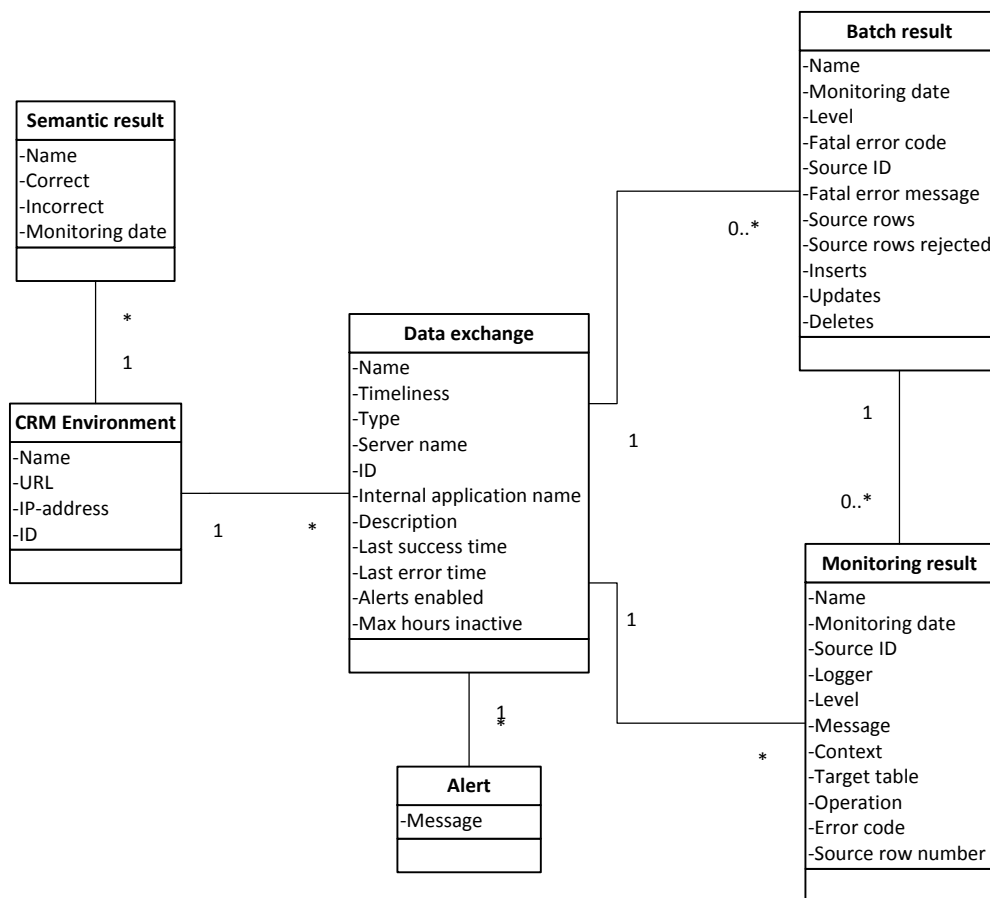 Batch result
-Name
-Monitoring date
-Level
-Fatal error code
-Source ID
-Fatal error message
-Source rows
-Source rows rejected
-Inserts
-Updates
-Deletes
Semantic result
-Name
-Correct
-Incorrect
-Monitoring date
0..*
*
1
Data exchange
-Name
-Timeliness
-Type
-Server name
-ID
-Internal application name
-Description
-Last success time
-Last error time
-Alerts enabled
-Max hours inactive
CRM Environment
-Name
-URL
-IP-address
-ID
1
*
1
1
0..*
1
Monitoring result
-Name
-Monitoring date
-Source ID
-Logger
-Level
-Message
-Context
-Target table
-Operation
-Error code
-Source row number
1
*
*
Alert
-Message